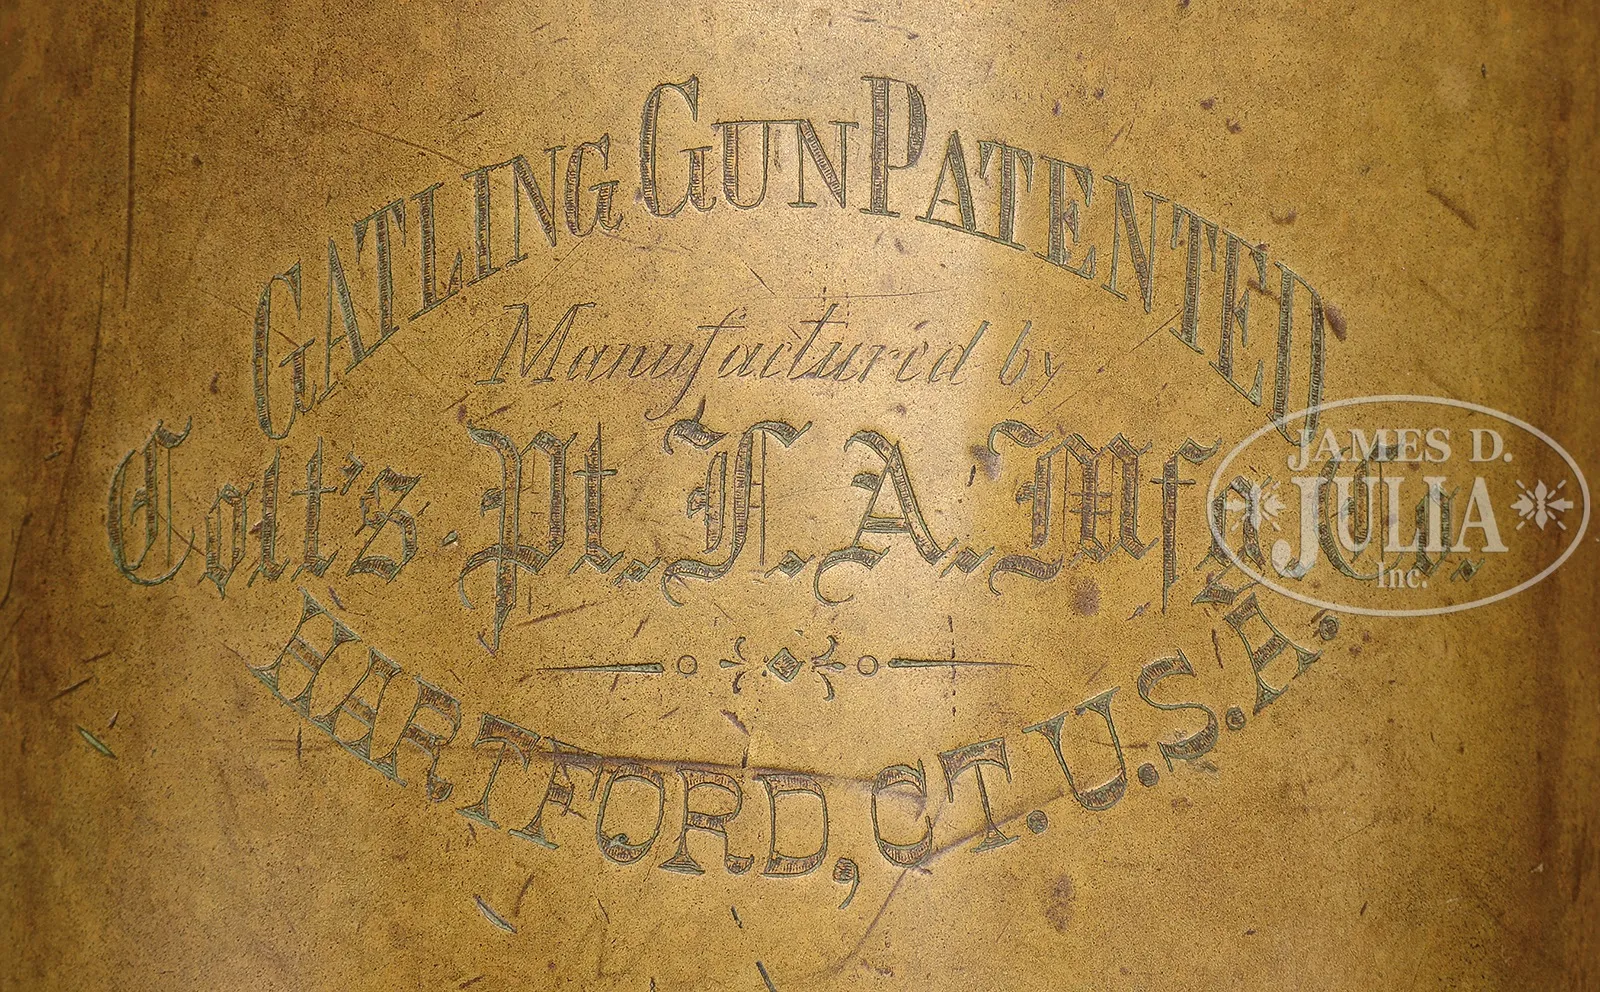 GATLING GUN PATENTED
Manufactured by
Colt's. Pt. F. A. Mfg. Co.
HARTFORD, CT. U.S.A.
JAMES D.
JULIA
Inc.